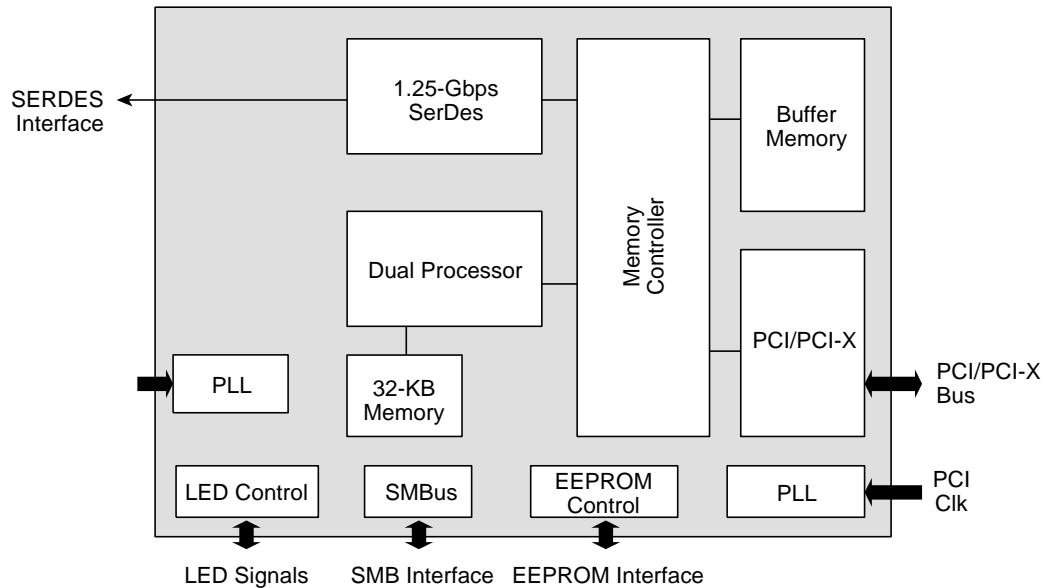 SERDES
Interface
1.25-Gbps
SerDes
Buffer
Memory
Memory
Controller
Dual Processor
PCI/PCI-X
PLL
32-KB
Memory
PCI/PCI-X
Bus
LED Control
SMBus
EEPROM
Control
PLL
PCI
Clk
LED Signals
SMB Interface
EEPROM Interface